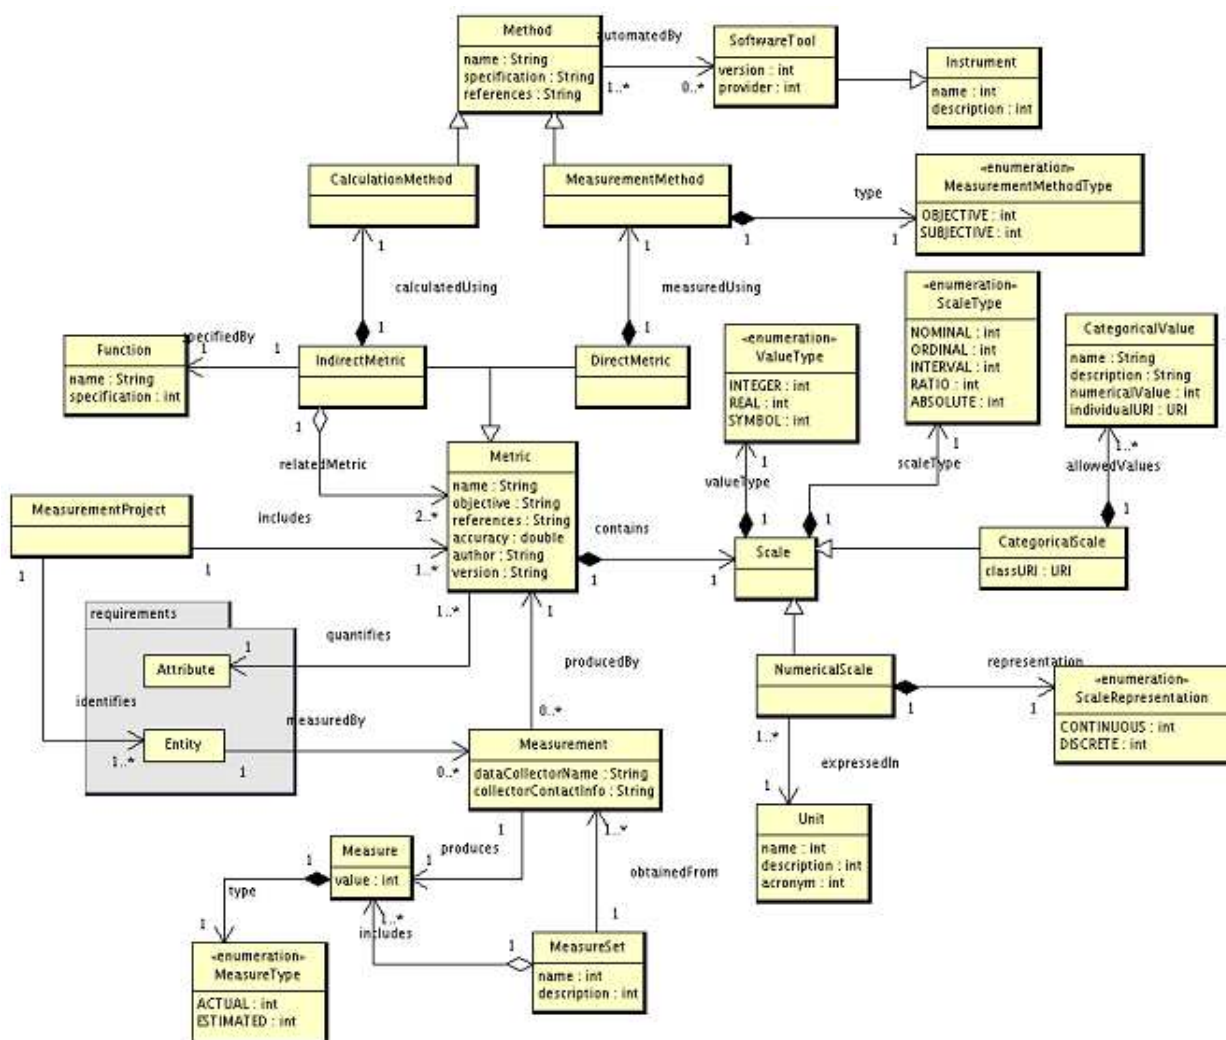 Method
name : String
specification : String
references : String
automatedBy
1..*
0..*
SoftwareTool
version : int
provider : int
Instrument
name : int
description : int
CalculationMethod
MeasurementMethod
type
1
1
«enumeration»
MeasurementMethodType
OBJECTIVE : int
SUBJECTIVE : int
1
calculatedUsing
1
1
measuredUsing
1
Function
name : String
specification : int
specifiedBy
1
1
IndirectMetric
DirectMetric
«enumeration»
ValueType
INTEGER : int
REAL : int
SYMBOL : int
«enumeration»
ScaleType
NOMINAL : int
ORDINAL : int
INTERVAL : int
RATIO : int
ABSOLUTE : int
CategoricalValue
name : String
description : String
numericalValue : int
individualURI : URI
1
relatedMetric
2..*
Metric
name : String
objective : String
references : String
accuracy : double
author : String
version : String
1
valueType
1
1
scaleType
1
1..*
allowedValues
1
MeasurementProject
includes
1
1..*
contains
1
1
Scale
CategoricalScale
classURI : URI
1
requirements
Attribute
1
quantifies
1..*
identifies
1..*
Entity
1
measuredBy
0..*
1
producedBy
0..*
Measurement
dataCollectorName : String
collectorContactInfo : String
NumericalScale
representation
1
1
«enumeration»
ScaleRepresentation
CONTINUOUS : int
DISCRETE : int
1..*
expressedIn
1
Unit
name : int
description : int
acronym : int
1
produces
1
Measure
value : int
1
type
1
«enumeration»
MeasureType
ACTUAL : int
ESTIMATED : int
1..*
includes
1
1..*
obtainedFrom
1
MeasureSet
name : int
description : int